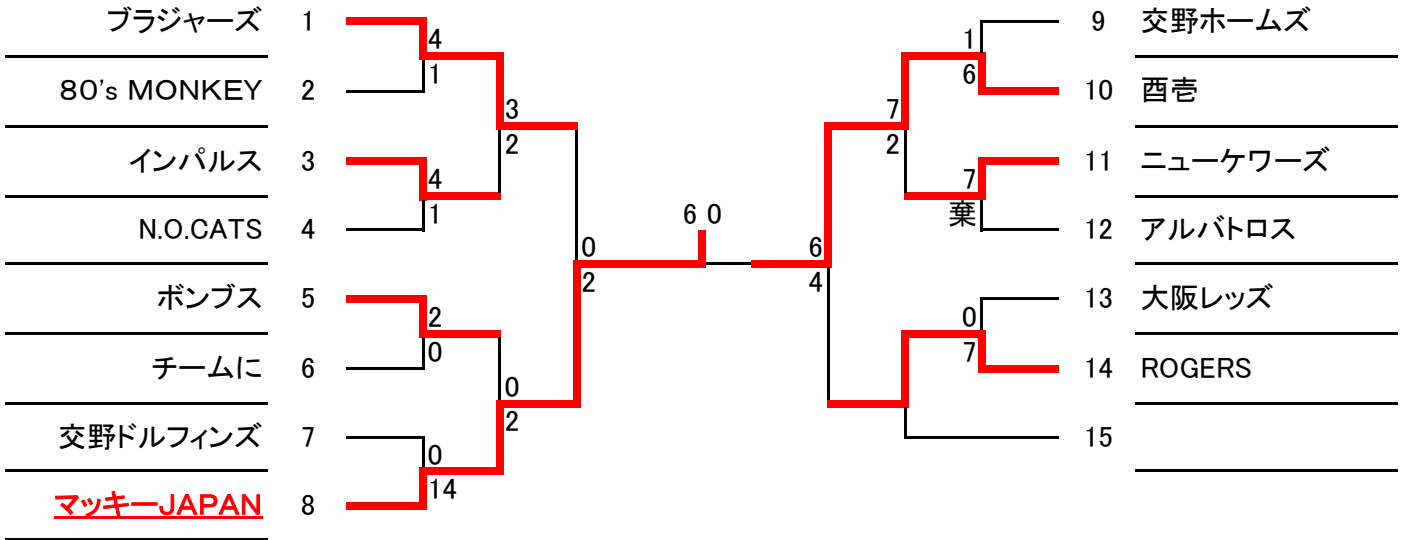 ブラジャーズ 1
4
1
80's MONKEY 2
3
2
インパルス 3
4
1
N.O.CATS 4
0
2
ボンブス 5
2
0
チームに 6
0
2
交野ドルフィンズ 7
0
14
マッキーJAPAN 8
6 0
9 交野ホームズ
1
6
10 酉壱
7
2
11 ニューケワーズ
7
棄
12 アルバトロス
6
4
13 大阪レッズ
0
7
14 ROGERS
15